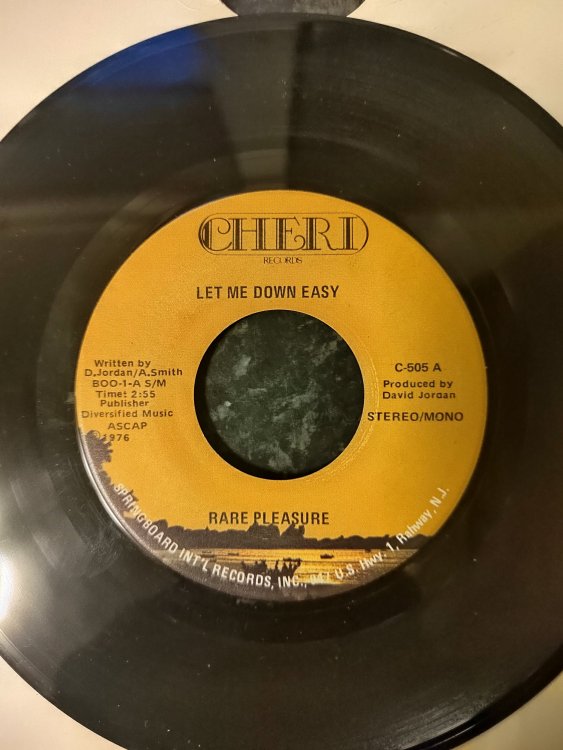 CHERI
RECORDS
LET ME DOWN EASY
Written by
D.Jordan/A.Smith
BOO-1-A S/M
Time: 2:55
Publisher
Diversified Music
ASCAP
℗1976
C-505 A
Produced by
David Jordan
STEREO/MONO
RARE PLEASURE
SPRINGBOARD INT'L RECORDS, INC., 947 U.S. Hwy. 1, Rahway, N.J.